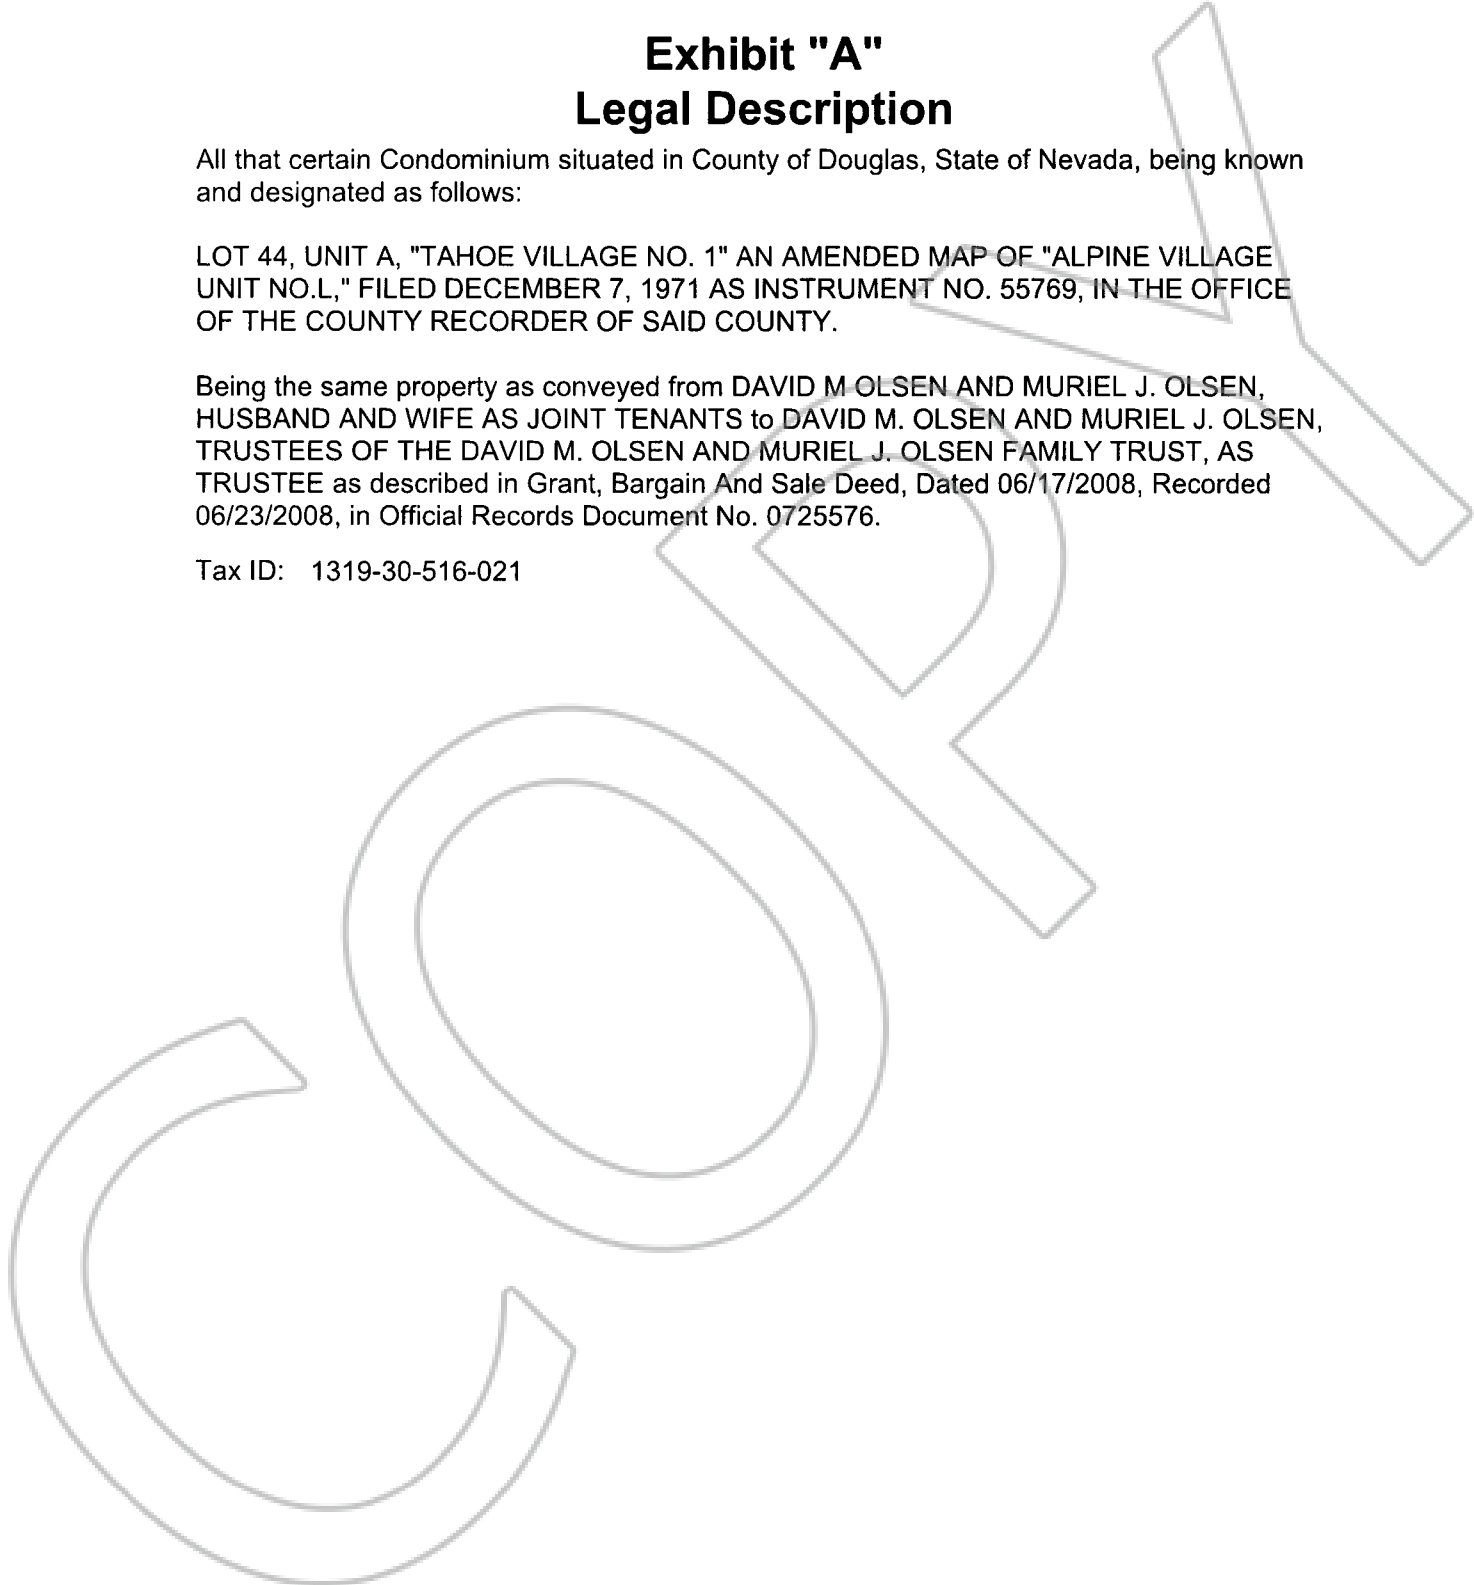 Exhibit "A"
Legal Description
All that certain Condominium situated in County of Douglas, State of Nevada, being known
and designated as follows:
LOT 44, UNIT A, "TAHOE VILLAGE NO. 1" AN AMENDED MAP OF "ALPINE VILLAGE
UNIT NO.L," FILED DECEMBER 7, 1971 AS INSTRUMENT NO. 55769, IN THE OFFICE
OF THE COUNTY RECORDER OF SAID COUNTY.
Being the same property as conveyed from DAVID M OLSEN AND MURIEL J. OLSEN,
HUSBAND AND WIFE AS JOINT TENANTS to DAVID M. OLSEN AND MURIEL J. OLSEN,
TRUSTEES OF THE DAVID M. OLSEN AND MURIEL J. OLSEN FAMILY TRUST, AS
TRUSTEE as described in Grant, Bargain And Sale Deed, Dated 06/17/2008, Recorded
06/23/2008, in Official Records Document No. 0725576.
Tax ID: 1319-30-516-021
COPY